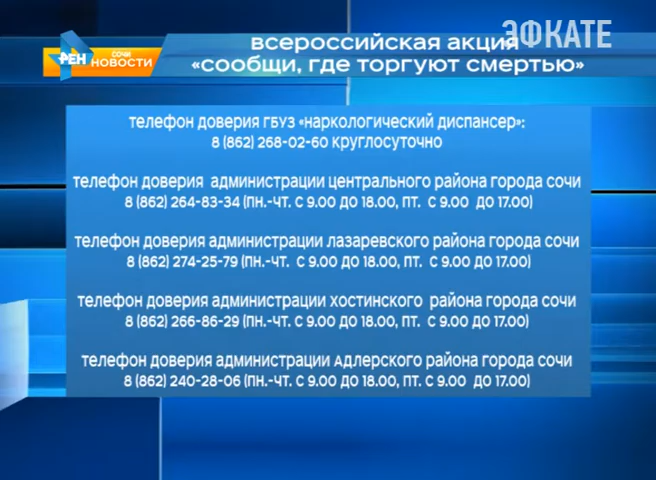 ЭФКАТЕ
РЕН
СОЧИ
НОВОСТИ
ВСЕРОССИЙСКАЯ АКЦИЯ
«СООБЩИ, ГДЕ ТОРГУЮТ СМЕРТЬЮ»
ТЕЛЕФОН ДОВЕРИЯ ГБУЗ «НАРКОЛОГИЧЕСКИЙ ДИСПАНСЕР»:
8 (862) 268-02-60 КРУГЛОСУТОЧНО
ТЕЛЕФОН ДОВЕРИЯ АДМИНИСТРАЦИИ ЦЕНТРАЛЬНОГО РАЙОНА ГОРОДА СОЧИ
8 (862) 264-83-34 (ПН.-ЧТ. С 9.00 ДО 18.00, ПТ. С 9.00 ДО 17.00)
ТЕЛЕФОН ДОВЕРИЯ АДМИНИСТРАЦИИ ЛАЗАРЕВСКОГО РАЙОНА ГОРОДА СОЧИ
8 (862) 274-25-79 (ПН.-ЧТ. С 9.00 ДО 18.00, ПТ. С 9.00 ДО 17.00)
ТЕЛЕФОН ДОВЕРИЯ АДМИНИСТРАЦИИ ХОСТИНСКОГО РАЙОНА ГОРОДА СОЧИ
8 (862) 266-86-29 (ПН.-ЧТ. С 9.00 ДО 18.00, ПТ. С 9.00 ДО 17.00)
ТЕЛЕФОН ДОВЕРИЯ АДМИНИСТРАЦИИ АДЛЕРСКОГО РАЙОНА ГОРОДА СОЧИ
8 (862) 240-28-06 (ПН.-ЧТ. С 9.00 ДО 18.00, ПТ. С 9.00 ДО 17.00)